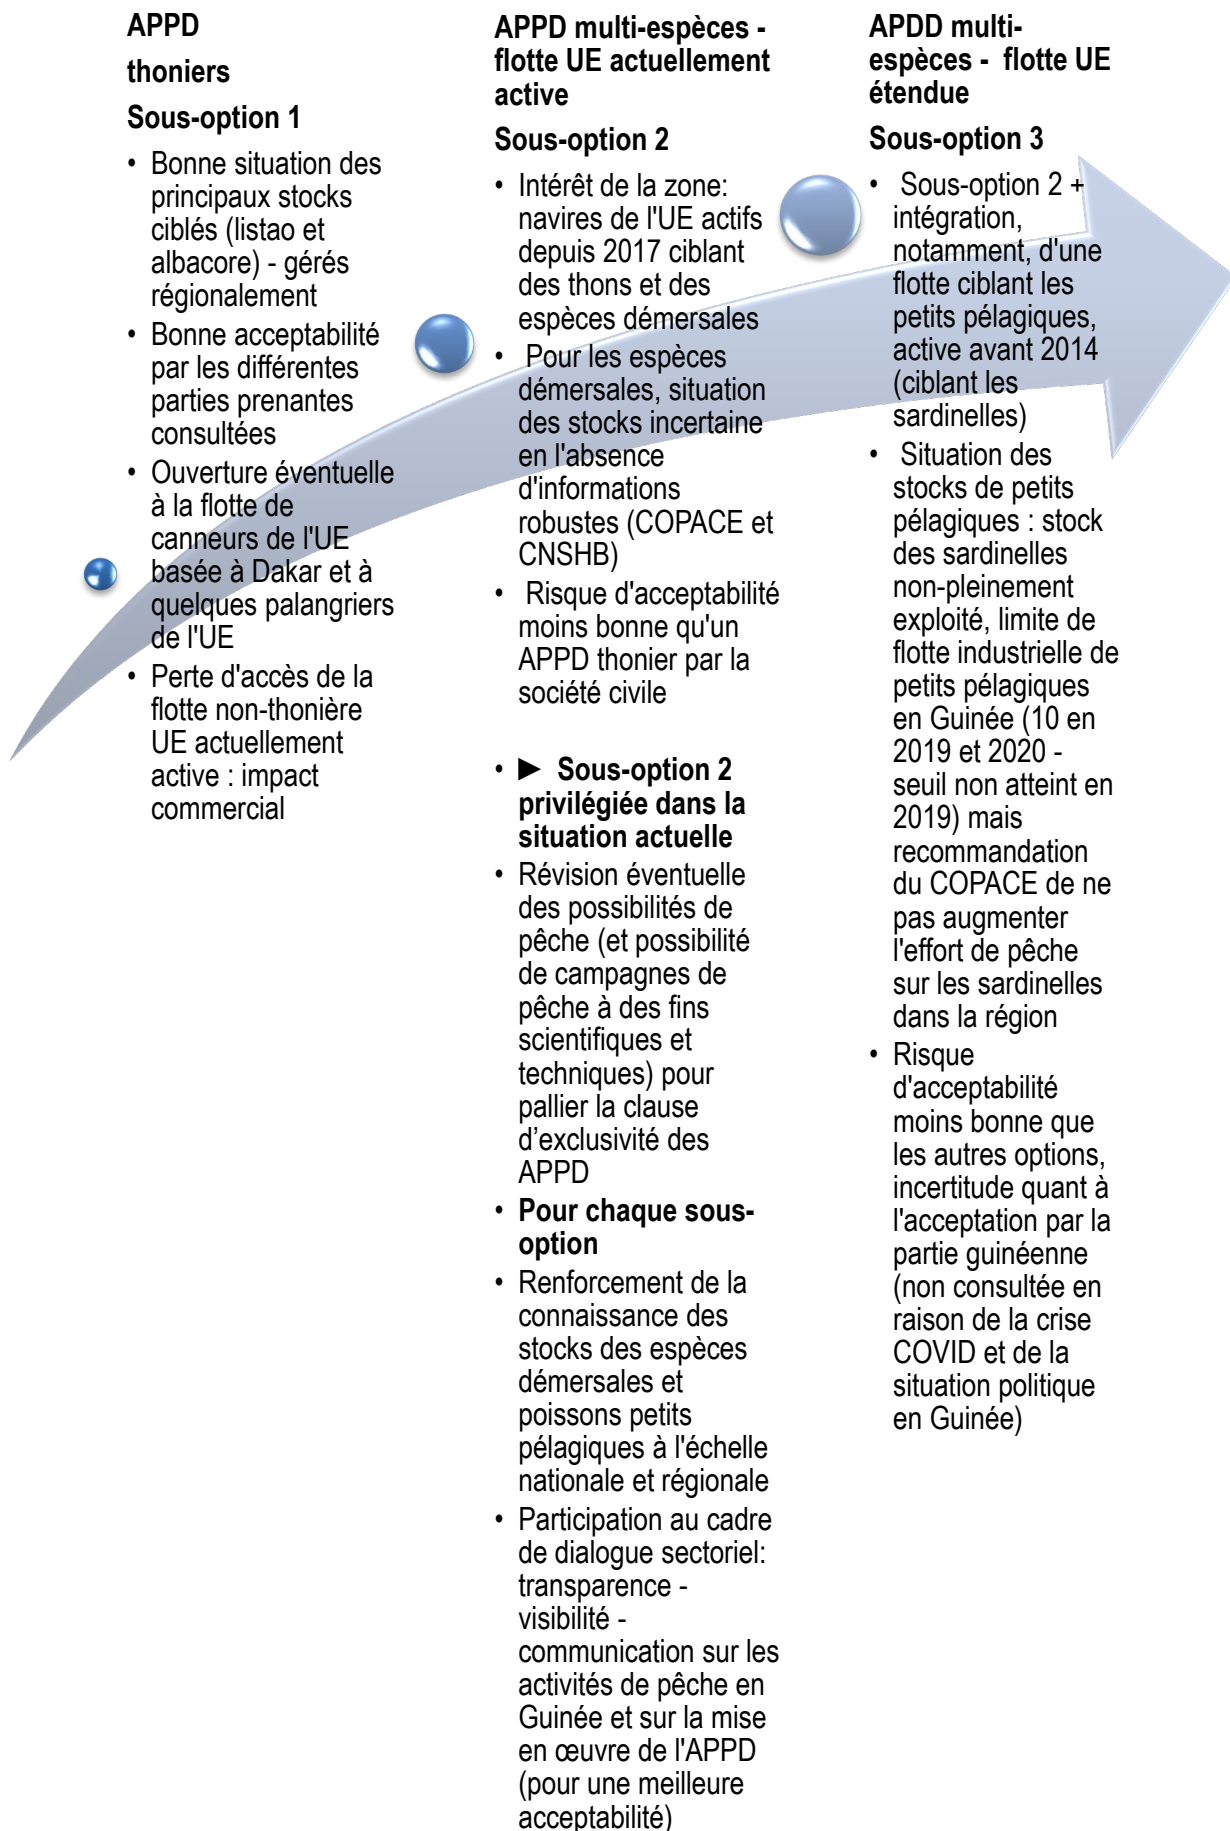 APPD
thoniers
Sous-option 1
• Bonne situation des
principaux stocks
ciblés (listao et
albacore) - gérés
régionalement
• Bonne acceptabilité
par les différentes
parties prenantes
consultées
• Ouverture éventuelle
à la flotte de
canneurs de l'UE
basée à Dakar et à
quelques palangriers
de l'UE
• Perte d'accès de la
flotte non-thonière
UE actuellement
active : impact
commercial
APPD multi-espèces -
flotte UE actuellement
active
Sous-option 2
• Intérêt de la zone:
navires de l'UE actifs
depuis 2017 ciblant
des thons et des
espèces démersales
• Pour les espèces
démersales, situation
des stocks incertaine
en l'absence
d'informations
robustes (COPACE et
CNSHB)
• Risque d'acceptabilité
moins bonne qu'un
APPD thonier par la
société civile
• ► Sous-option 2
privilégiée dans la
situation actuelle
• Révision éventuelle
des possibilités de
pêche (et possibilité
de campagnes de
pêche à des fins
scientifiques et
techniques) pour
pallier la clause
d’exclusivité des
APPD
• Pour chaque sous-
option
• Renforcement de la
connaissance des
stocks des espèces
démersales et
poissons petits
pélagiques à l'échelle
nationale et régionale
• Participation au cadre
de dialogue sectoriel:
transparence -
visibilité -
communication sur les
activités de pêche en
Guinée et sur la mise
en œuvre de l'APPD
(pour une meilleure
acceptabilité)
APDD multi-
espèces - flotte UE
étendue
Sous-option 3
• Sous-option 2 +
intégration,
notamment, d'une
flotte ciblant les
petits pélagiques,
active avant 2014
(ciblant les
sardinelles)
• Situation des
stocks de petits
pélagiques : stock
des sardinelles
non-pleinement
exploité, limite de
flotte industrielle de
petits pélagiques
en Guinée (10 en
2019 et 2020 -
seuil non atteint en
2019) mais
recommandation
du COPACE de ne
pas augmenter
l'effort de pêche
sur les sardinelles
dans la région
• Risque
d'acceptabilité
moins bonne que
les autres options,
incertitude quant à
l'acceptation par la
partie guinéenne
(non consultée en
raison de la crise
COVID et de la
situation politique
en Guinée)